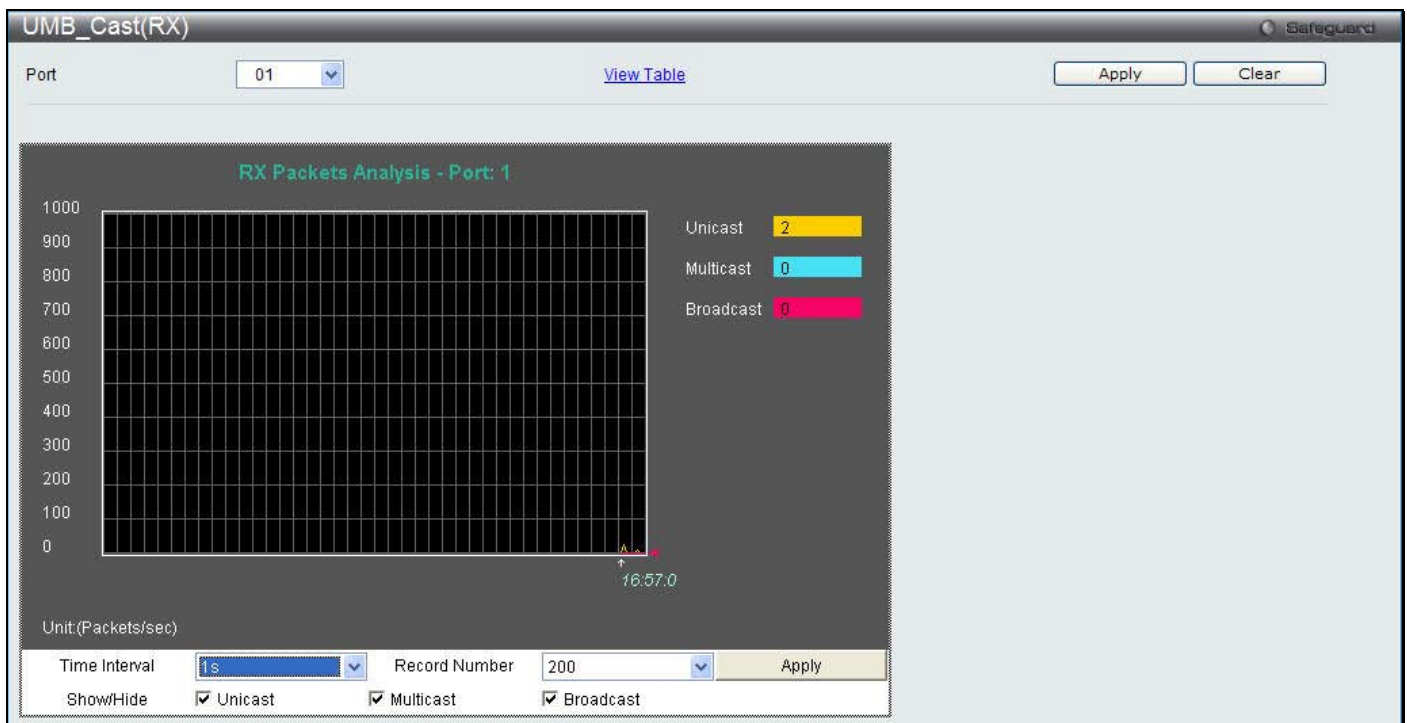 UMB_Cast(RX)
Safeguard
Port 01 View Table Apply Clear
RX Packets Analysis - Port: 1
1000
900
800
700
600
500
400
300
200
100
0
Unicast 2
Multicast 0
Broadcast 0
16:57:0
Unit:(Packets/sec)
Time Interval 1s Record Number 200 Apply
Show/Hide Unicast Multicast Broadcast